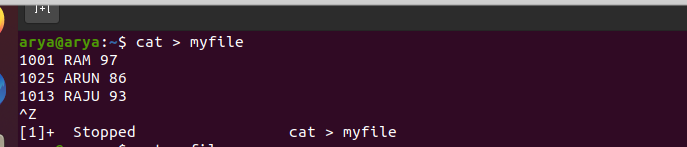 [+]
arya@arya:~$ cat > myfile
1001 RAM 97
1025 ARUN 86
1013 RAJU 93
^Z
[1]+  Stopped                 cat > myfile